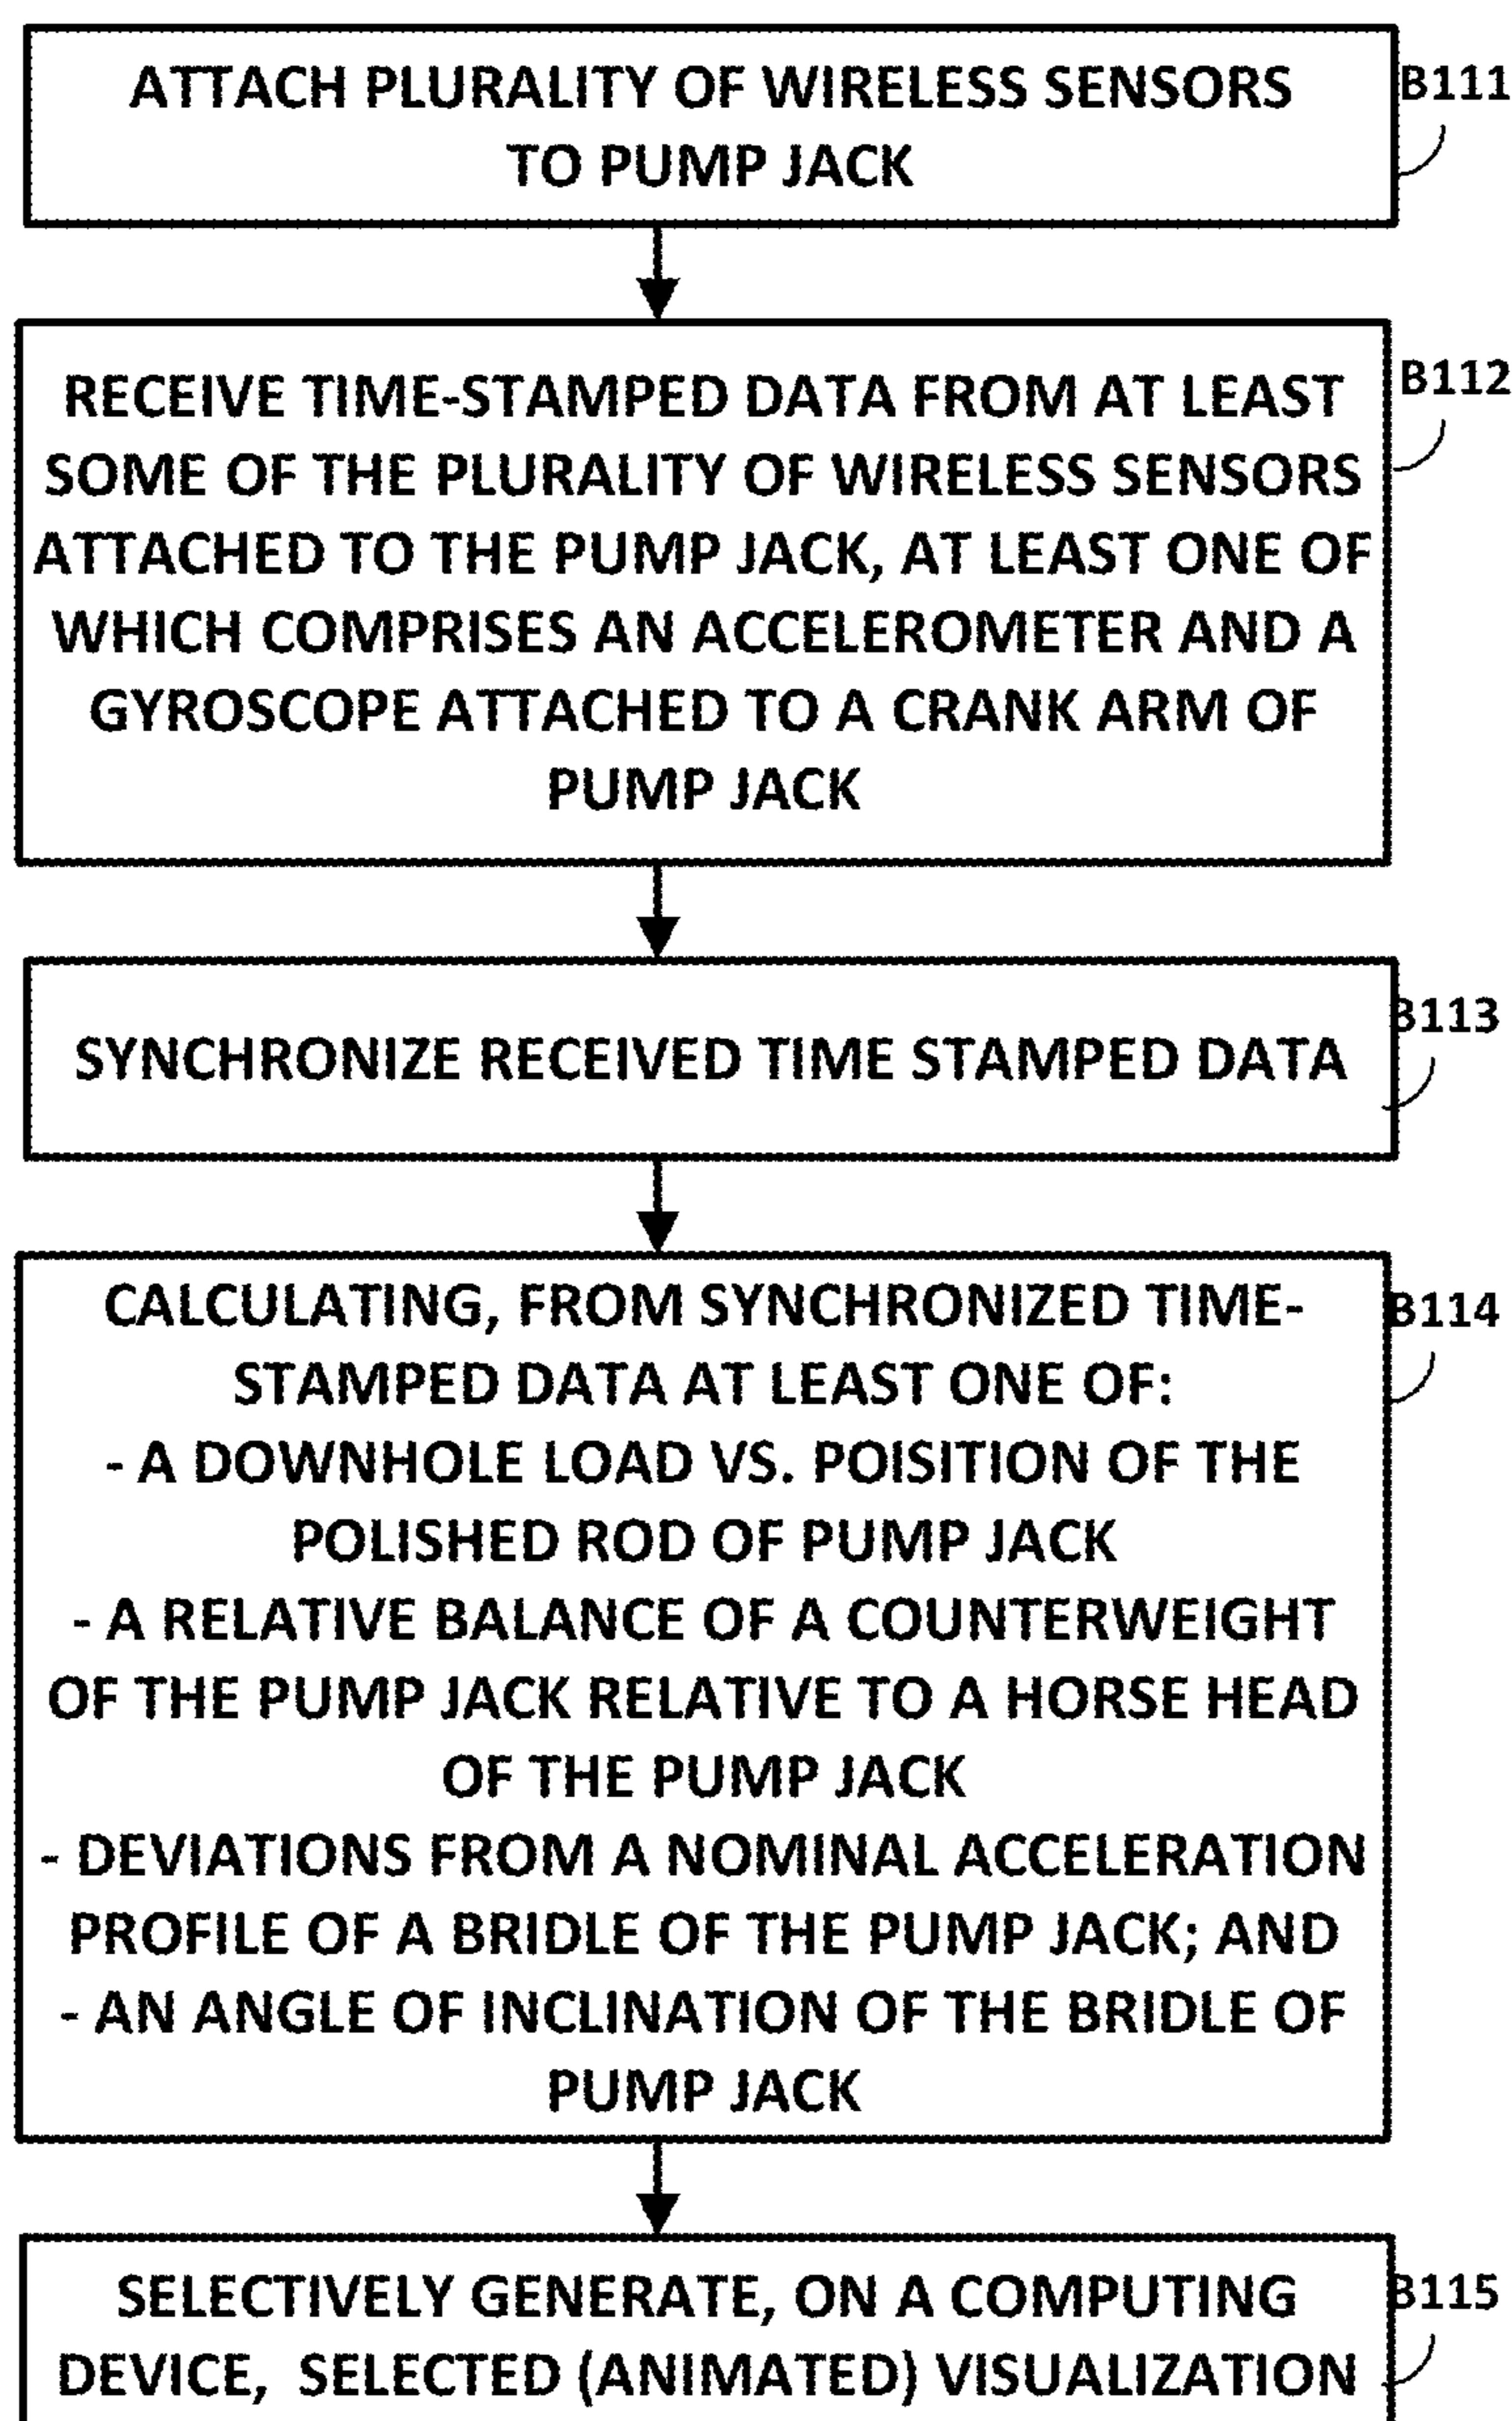 ATTACH PLURALITY OF WIRELESS SENSORS
TO PUMP JACK
B111
RECEIVE TIME-STAMPED DATA FROM AT LEAST
SOME OF THE PLURALITY OF WIRELESS SENSORS
ATTACHED TO THE PUMP JACK, AT LEAST ONE OF
WHICH COMPRISES AN ACCELEROMETER AND A
GYROSCOPE ATTACHED TO A CRANK ARM OF
PUMP JACK
B112
SYNCHRONIZE RECEIVED TIME STAMPED DATA
B113
CALCULATING, FROM SYNCHRONIZED TIME-
STAMPED DATA AT LEAST ONE OF:
- A DOWNHOLE LOAD VS. POISITION OF THE
POLISHED ROD OF PUMP JACK
- A RELATIVE BALANCE OF A COUNTERWEIGHT
OF THE PUMP JACK RELATIVE TO A HORSE HEAD
OF THE PUMP JACK
- DEVIATIONS FROM A NOMINAL ACCELERATION
PROFILE OF A BRIDLE OF THE PUMP JACK; AND
- AN ANGLE OF INCLINATION OF THE BRIDLE OF
PUMP JACK
B114
SELECTIVELY GENERATE, ON A COMPUTING
DEVICE, SELECTED (ANIMATED) VISUALIZATION
B115